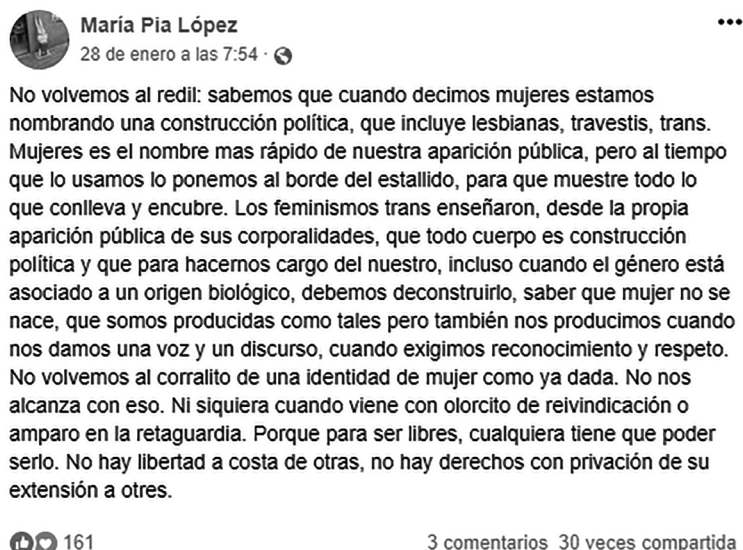 María Pia López
28 de enero a las 7:54 ·
No volvemos al redil: sabemos que cuando decimos mujeres estamos
nombrando una construcción política, que incluye lesbianas, travestis, trans.
Mujeres es el nombre mas rápido de nuestra aparición pública, pero al tiempo
que lo usamos lo ponemos al borde del estallido, para que muestre todo lo
que conlleva y encubre. Los feminismos trans enseñaron, desde la propia
aparición pública de sus corporalidades, que todo cuerpo es construcción
política y que para hacernos cargo del nuestro, incluso cuando el género está
asociado a un origen biológico, debemos deconstruirlo, saber que mujer no se
nace, que somos producidas como tales pero también nos producimos cuando
nos damos una voz y un discurso, cuando exigimos reconocimiento y respeto.
No volvemos al corralito de una identidad de mujer como ya dada. No nos
alcanza con eso. Ni siquiera cuando viene con olorcito de reivindicación o
amparo en la retaguardia. Porque para ser libres, cualquiera tiene que poder
serlo. No hay libertad a costa de otras, no hay derechos con privación de su
extensión a otres.
161 3 comentarios 30 veces compartida